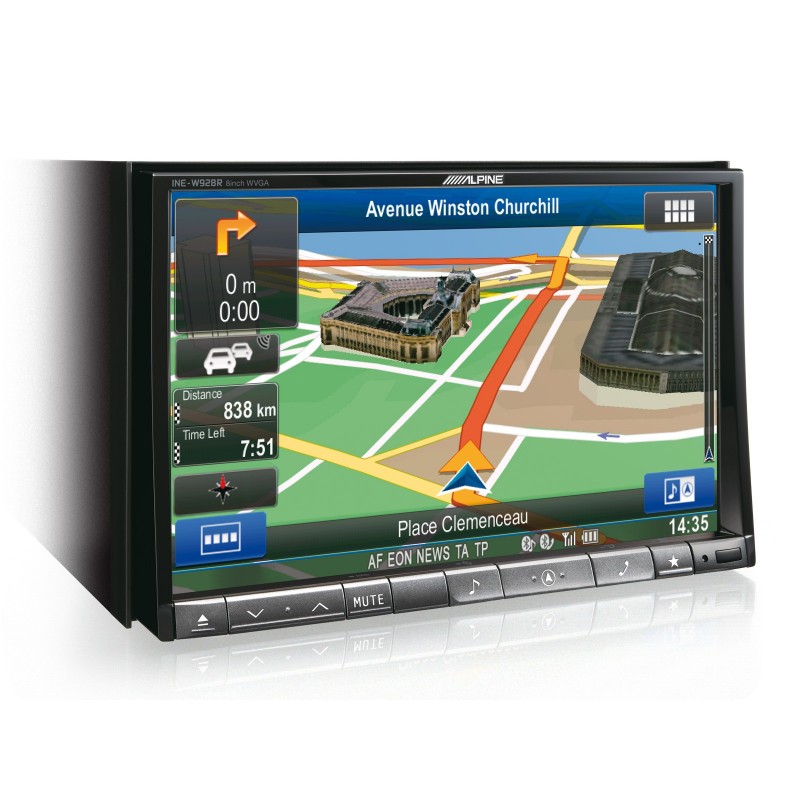 INE-W928R 8inch WVGA
ALPINE
Avenue Winston Churchill
0 m
0:00
Distance
838 km
Time Left
7:51
Place Clemenceau
14:35
AF EON NEWS TA TP
MUTE